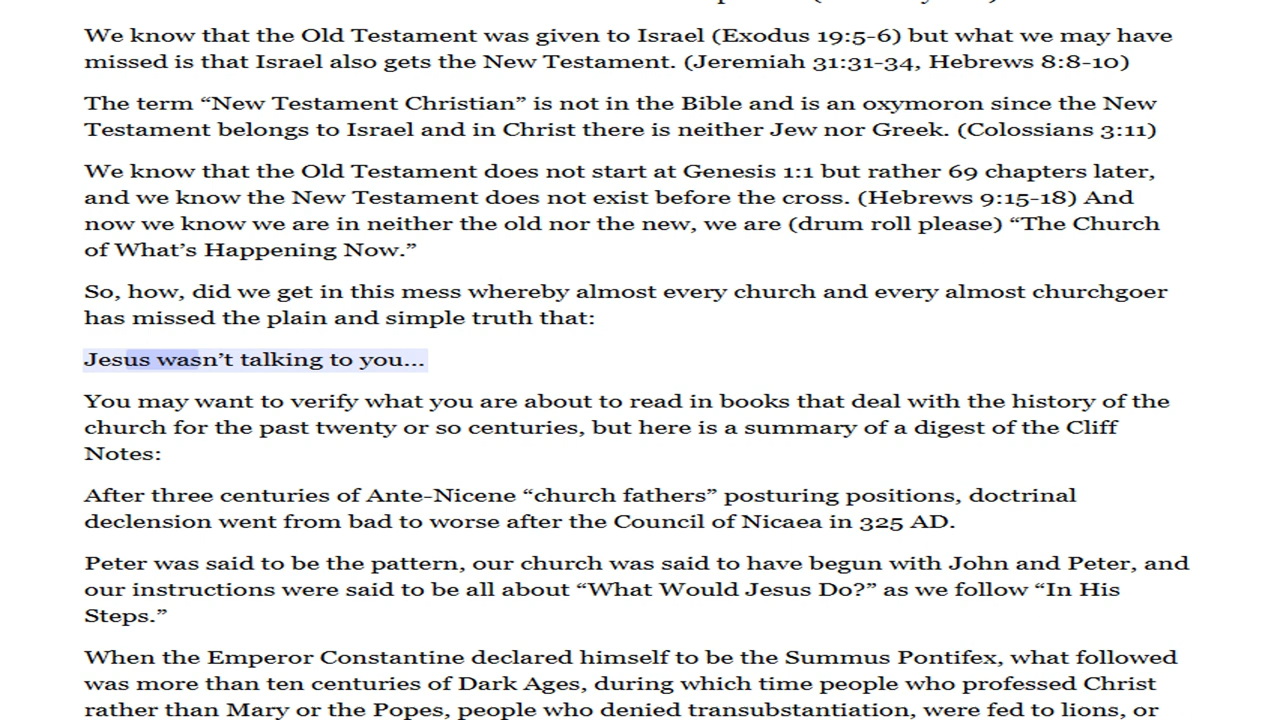 We know that the Old Testament was given to Israel (Exodus 19:5-6) but what we may have
missed is that Israel also gets the New Testament. (Jeremiah 31:31-34, Hebrews 8:8-10)
The term “New Testament Christian” is not in the Bible and is an oxymoron since the New
Testament belongs to Israel and in Christ there is neither Jew nor Greek. (Colossians 3:11)
We know that the Old Testament does not start at Genesis 1:1 but rather 69 chapters later,
and we know the New Testament does not exist before the cross. (Hebrews 9:15-18) And
now we know we are in neither the old nor the new, we are (drum roll please) “The Church
of What’s Happening Now.”
So, how, did we get in this mess whereby almost every church and every almost churchgoer
has missed the plain and simple truth that:
Jesus wasn’t talking to you…
You may want to verify what you are about to read in books that deal with the history of the
church for the past twenty or so centuries, but here is a summary of a digest of the Cliff
Notes:
After three centuries of Ante-Nicene “church fathers” posturing positions, doctrinal
declension went from bad to worse after the Council of Nicaea in 325 AD.
Peter was said to be the pattern, our church was said to have begun with John and Peter, and
our instructions were said to be all about “What Would Jesus Do?” as we follow “In His
Steps.”
When the Emperor Constantine declared himself to be the Summus Pontifex, what followed
was more than ten centuries of Dark Ages, during which time people who professed Christ
rather than Mary or the Popes, people who denied transubstantiation, were fed to lions, or